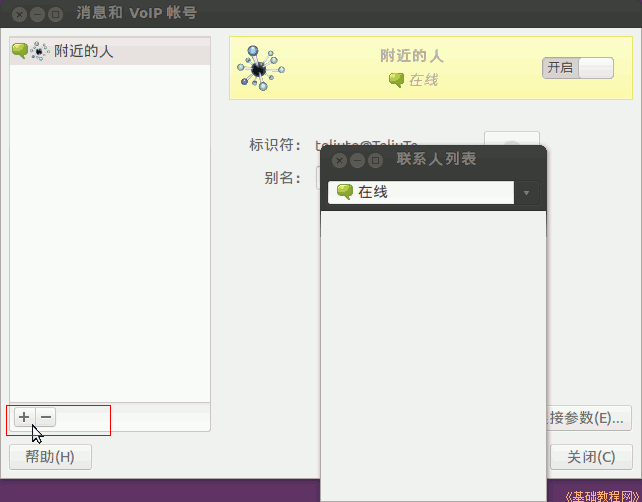 消息和 VoIP 帐号
附近的人
附近的人
在线
开启
标识符:
别名:
联系人列表
在线
接参数(E)...
帮助(H)
关闭(C)
《基础教程网》